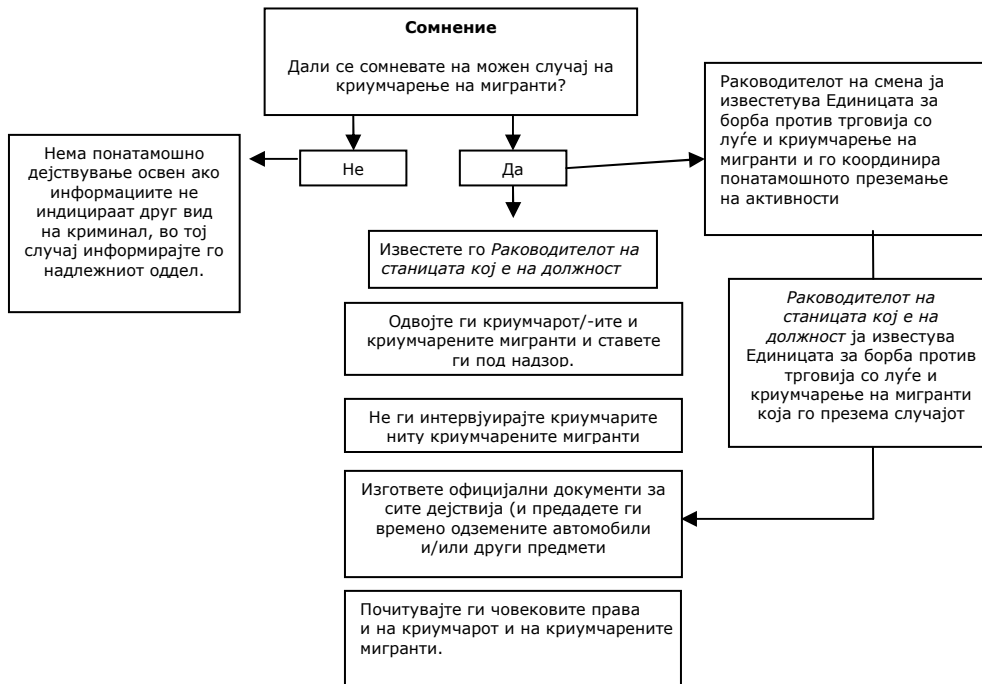 Сомнение
Дали се сомневате на можен случај на
криумчарење на мигранти?
Раководителот на смена ја
известетува Единицата за
борба против трговија со
луѓе и криумчарење на
мигранти и го координира
понатамошното преземање
на активности
Нема понатамошно
дејствување освен ако
информациите не
индицираат друг вид
на криминал, во тој
случај информирајте го
надлежниот оддел.
Не
Да
Известете го Раководителот на
станицата кој е на должност
Раководителот на
станицата кој е на
должност ја известува
Единицата за борба против
трговија со луѓе и
криумчарење на мигранти
која го презема случајот
Одвојте ги криумчарот/-ите и
криумчарените мигранти и ставете
ги под надзор.
Не ги интервјуирајте криумчарите
ниту криумчарените мигранти
Изгответе официјални документи за
сите дејствија (и предадете ги
времено одземените автомобили
и/или други предмети
Почитувајте ги човековите права
и на криумчарот и на криумчарените
мигранти.